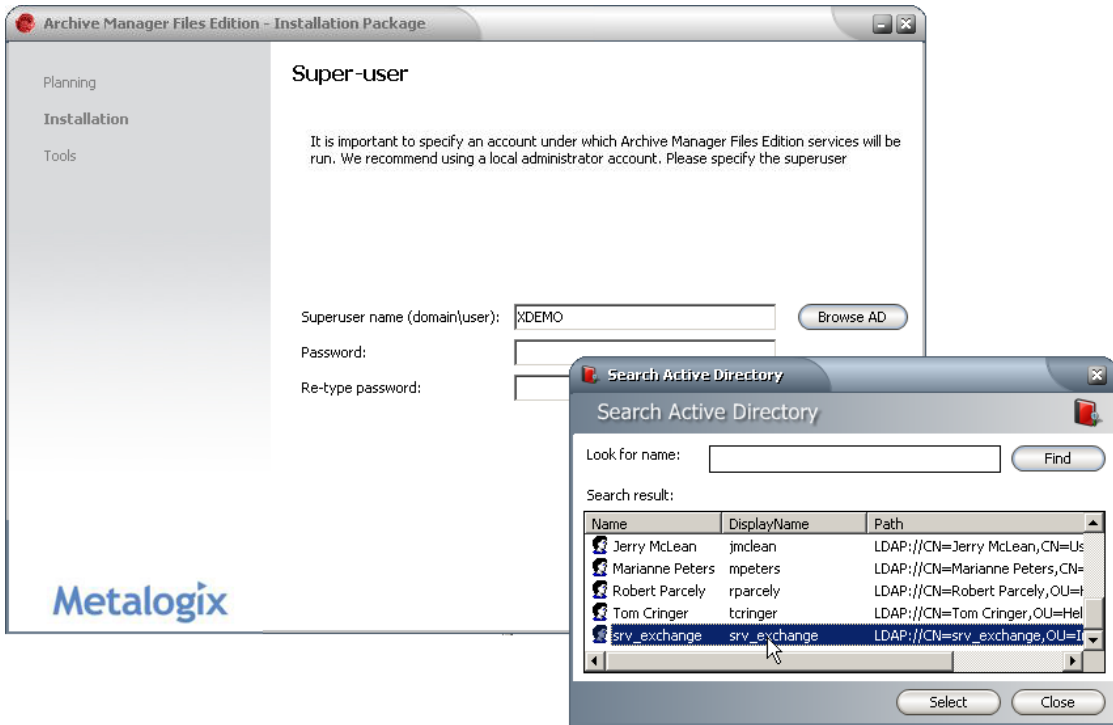 Archive Manager Files Edition - Installation Package
Planning
Installation
Tools
Super-user
It is important to specify an account under which Archive Manager Files Edition services will be
run. We recommend using a local administrator account. Please specify the superuser
Superuser name (domain\user): XDEMO Browse AD
Password:
Re-type password:
Metalogix
Search Active Directory
Search Active Directory
Look for name: Find
Search result:
Name DisplayName Path
Jerry McLean jmclean LDAP://CN=Jerry McLean,CN=Us
Marianne Peters mpeters LDAP://CN=Marianne Peters,CN=
Robert Parcely rparcely LDAP://CN=Robert Parcely,OU=
Tom Cringer tcringer LDAP://CN=Tom Cringer,OU=Hel
srv_exchange srv_exchange LDAP://CN=srv_exchange,OU=
Select Close